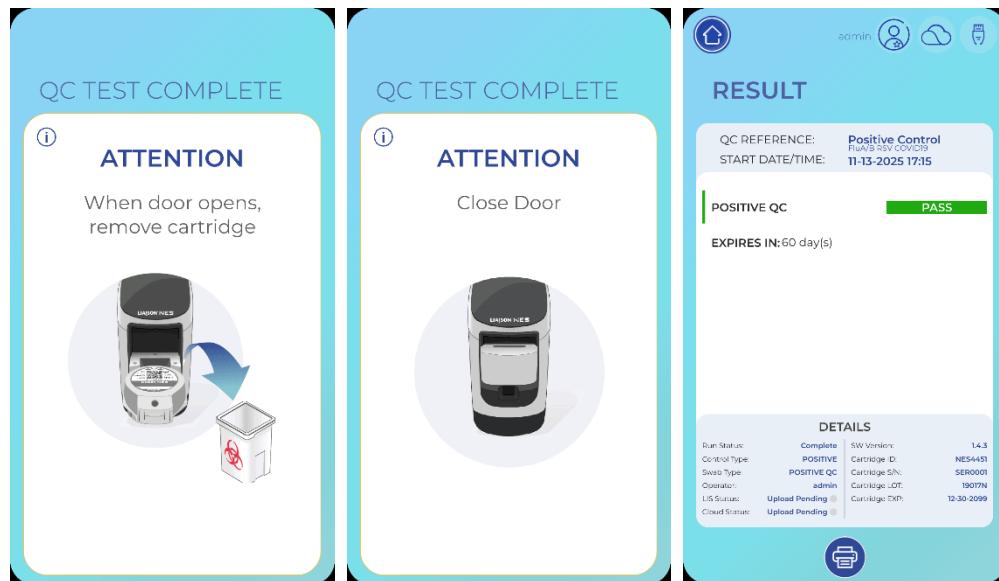 QC TEST COMPLETE
ATTENTION
When door opens,
remove cartridge
LIAISON NES
QC TEST COMPLETE
ATTENTION
Close Door
LIAISON NES
admin
RESULT
QC REFERENCE: Positive Control
FluA/B RSV COVID19
START DATE/TIME: 11-13-2025 17:15
POSITIVE QC PASS
EXPIRES IN: 60 day(s)
DETAILS
Run Status: Complete
Control Type: POSITIVE
Swab Type: POSITIVE QC
Operator: admin
LIS Status: Upload Pending
Cloud Status: Upload Pending
SW Version: 1.4.3
Cartridge ID: NES4451
Cartridge S/N: SER0001
Cartridge LOT: 19017N
Cartridge EXP: 12-30-2099